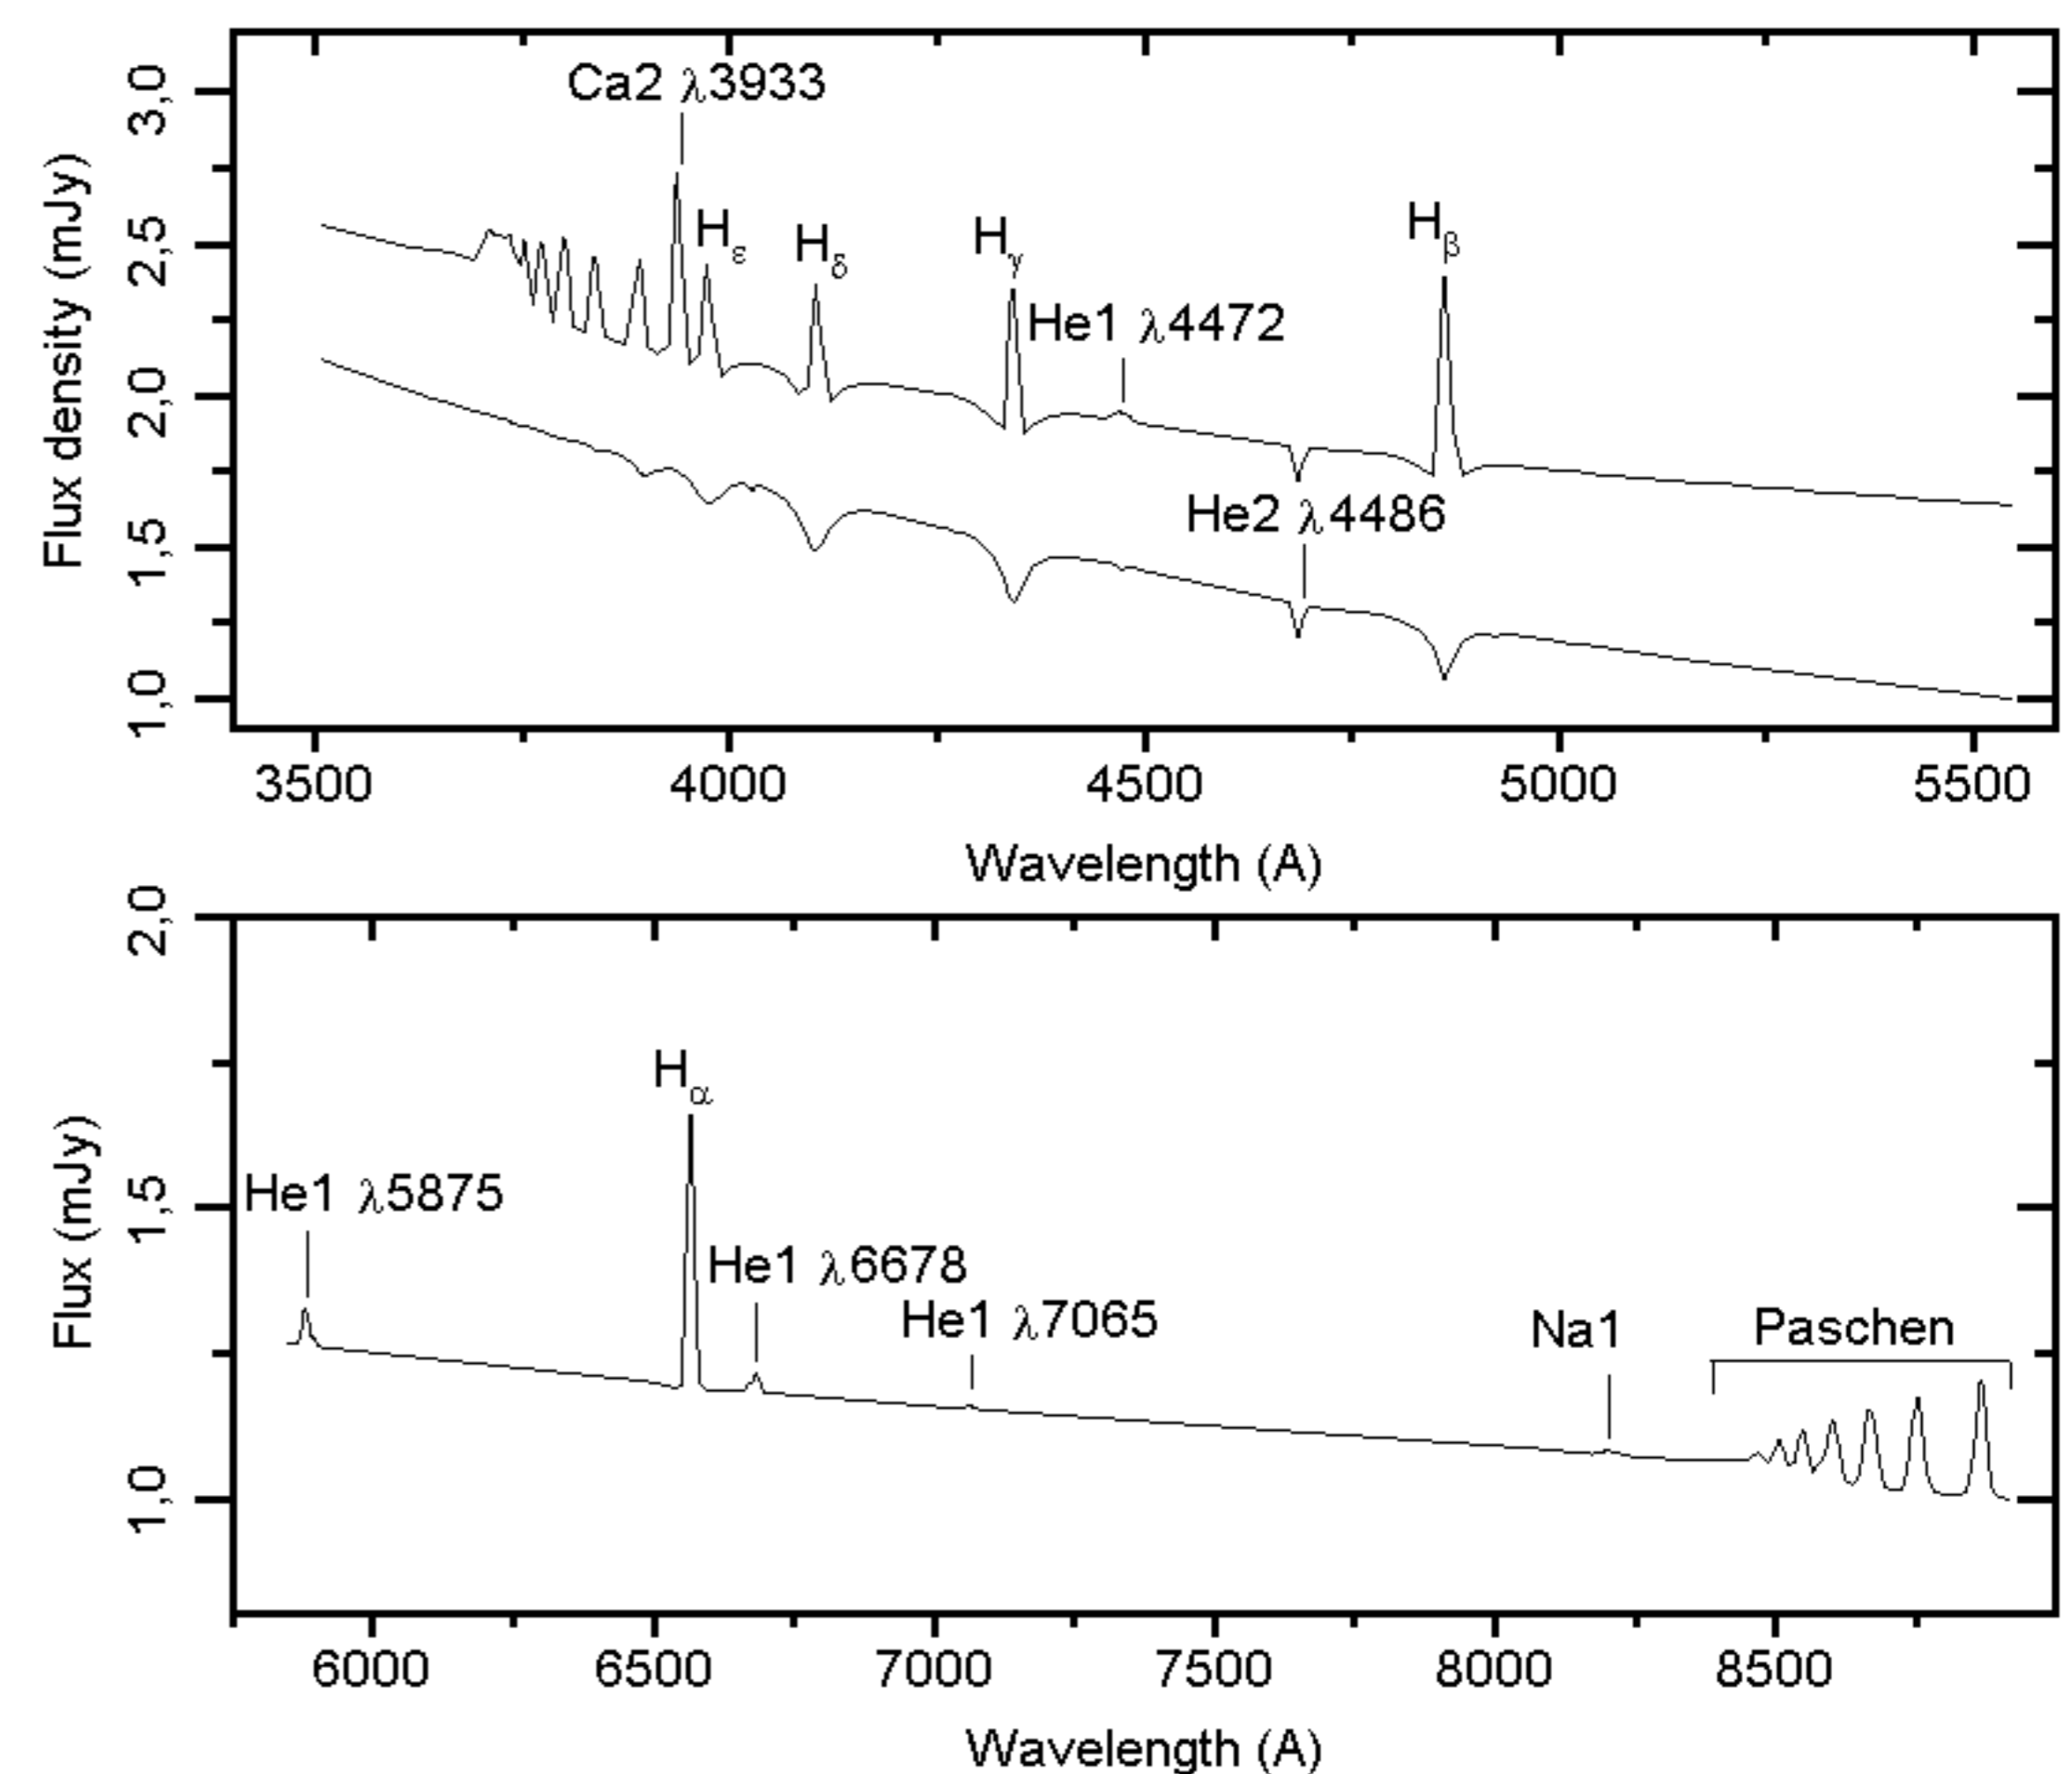 Ca2 λ3933
Hε
Hδ
Hγ
Hβ
He1 λ4472
He2 λ4486
Flux density (mJy)
3,0
2,5
2,0
1,5
1,0
3500 4000 4500 5000 5500
Wavelength (A)
Hα
He1 λ5875
He1 λ6678
He1 λ7065
Na1
Paschen
Flux (mJy)
2,0
1,5
1,0
6000 6500 7000 7500 8000 8500
Wavelength (A)